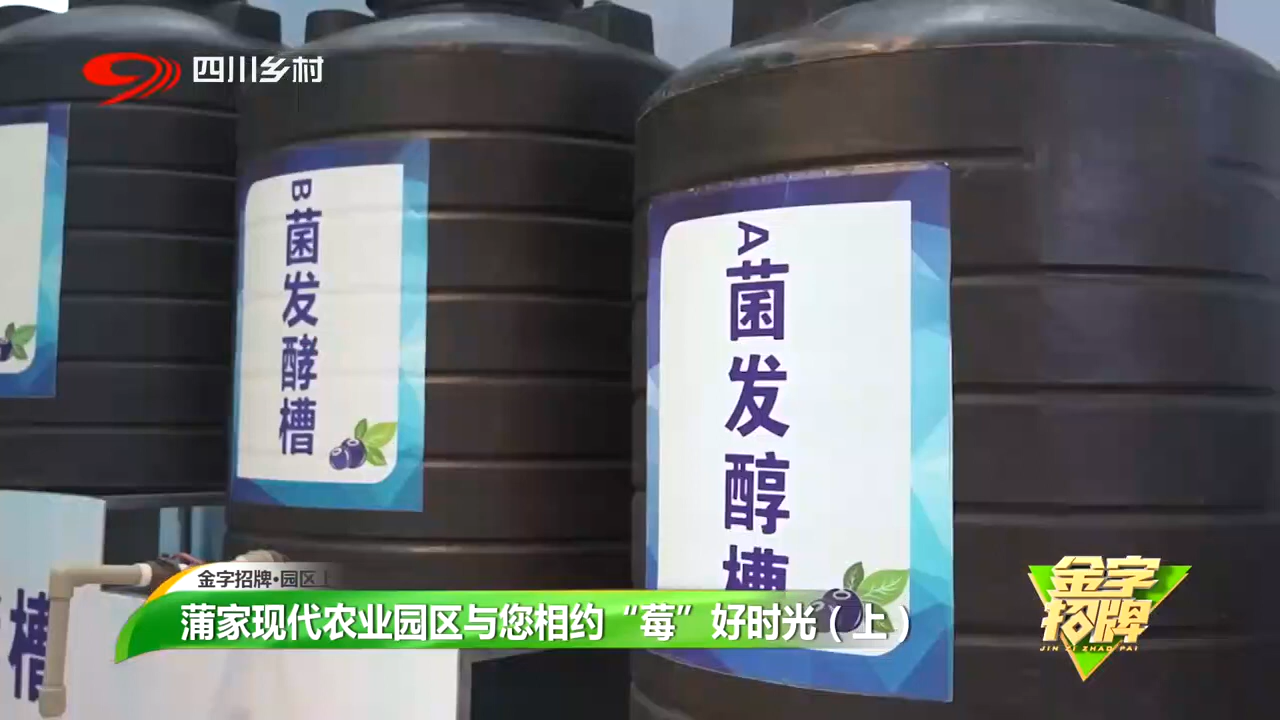 四川乡村
B菌发酵槽
A菌发醇槽
槽
金字招牌·园区上
蒲家现代农业园区与您相约“莓”好时光（上）
金字
招牌
JIN ZI ZHAO PAI